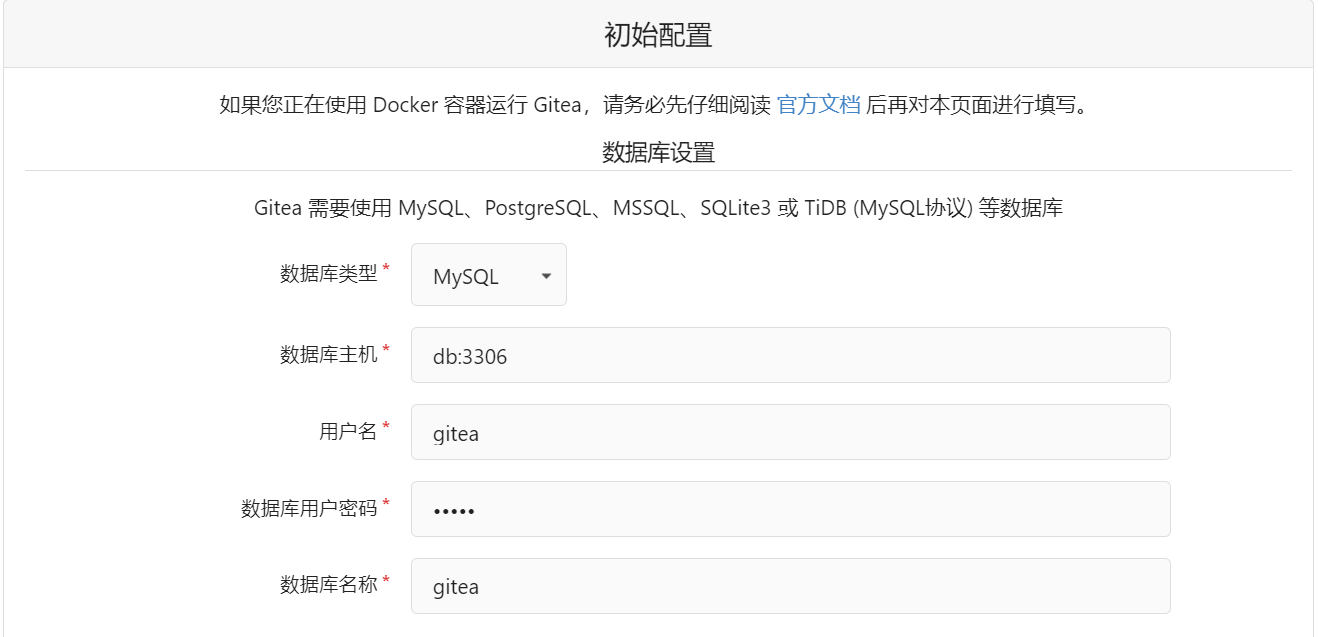 初始配置
如果您正在使用 Docker 容器运行 Gitea，请务必先仔细阅读 官方文档 后再对本页面进行填写。
数据库设置
Gitea 需要使用 MySQL、PostgreSQL、MSSQL、SQLite3 或 TiDB (MySQL协议) 等数据库
数据库类型* MySQL
数据库主机* db:3306
用户名* gitea
数据库用户密码* •••••
数据库名称* gitea